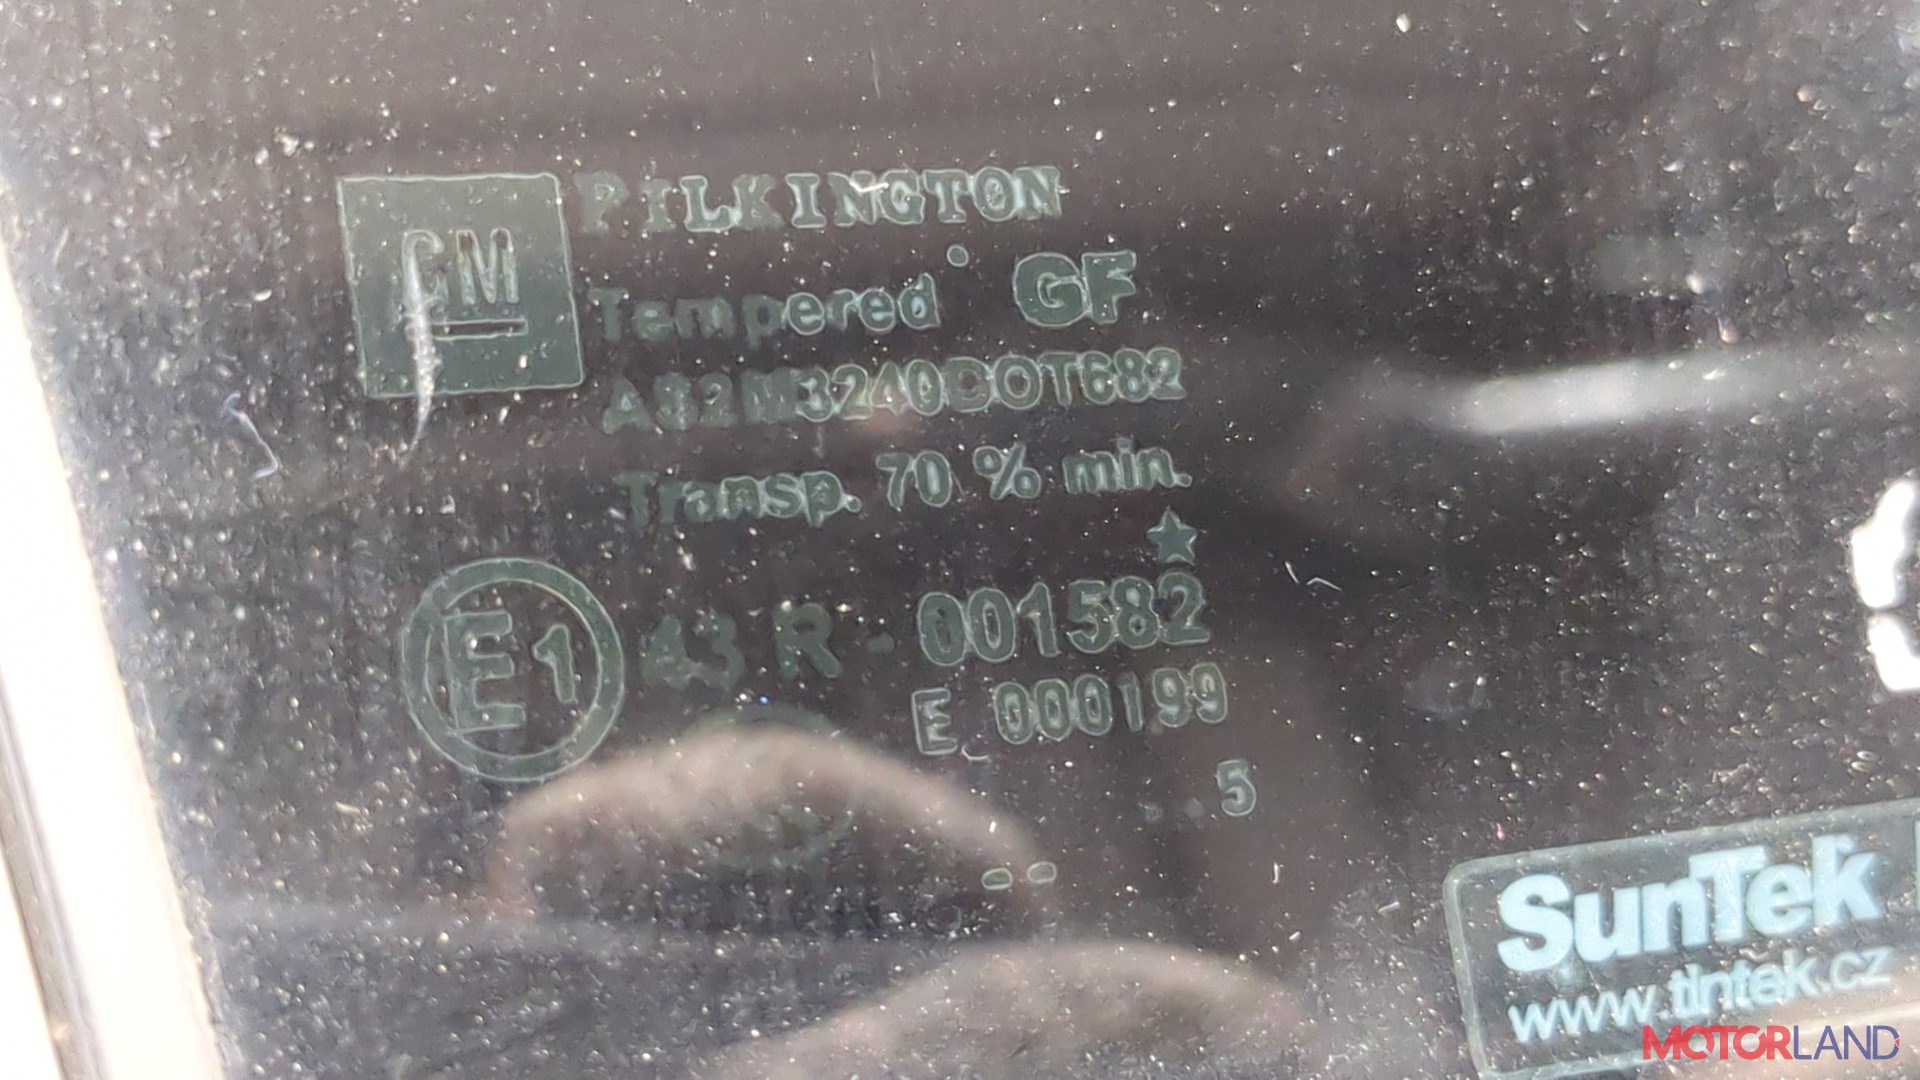 GM
PILKINGTON
Tempered GF
AS2M3240DOT682
Transp. 70 % min.
E1 43 R - 001582
E 000199
. . 5
--
SunTek
www.tintek.cz
MOTORLAND